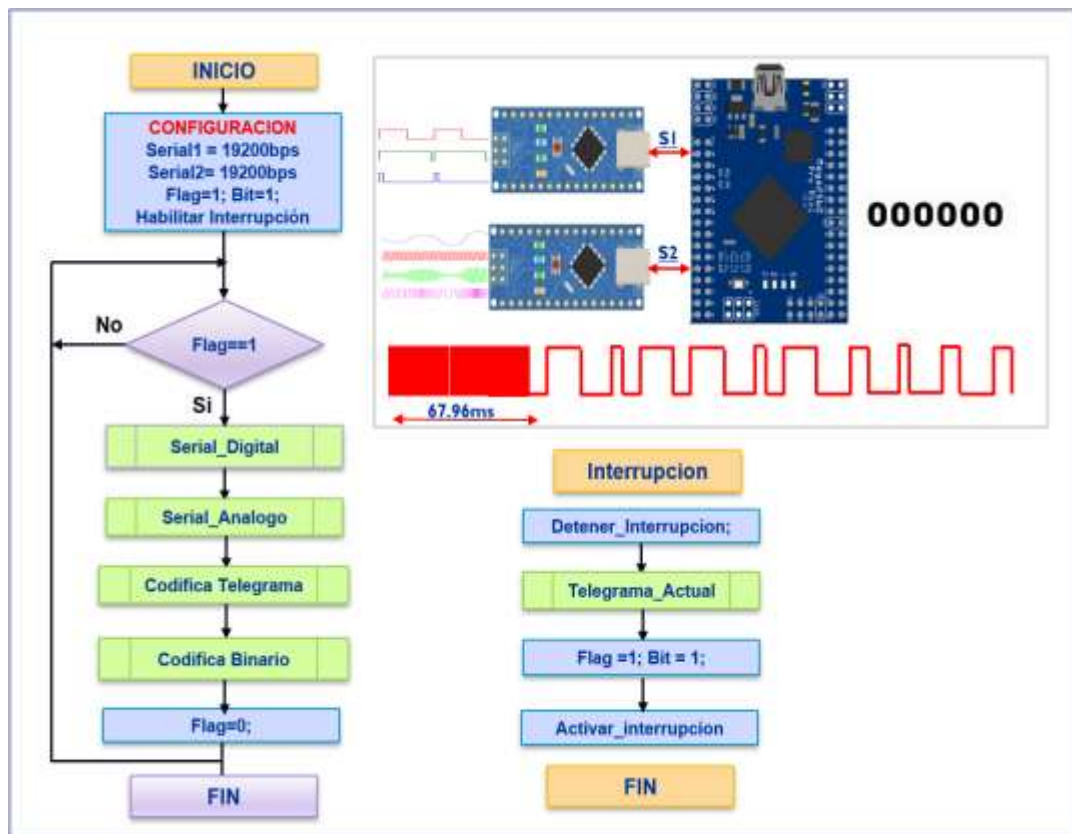 INICIO
CONFIGURACION
Serial1 = 19200bps
Serial2= 19200bps
Flag=1; Bit=1;
Habilitar Interrupción
No
Flag==1
Si
Serial_Digital
Serial_Analogo
Codifica Telegrama
Codifica Binario
Flag=0;
FIN
S1
S2
000000
67.96ms
Interrupcion
Detener_Interrupcion;
Telegrama_Actual
Flag =1; Bit = 1;
Activar_interrupcion
FIN